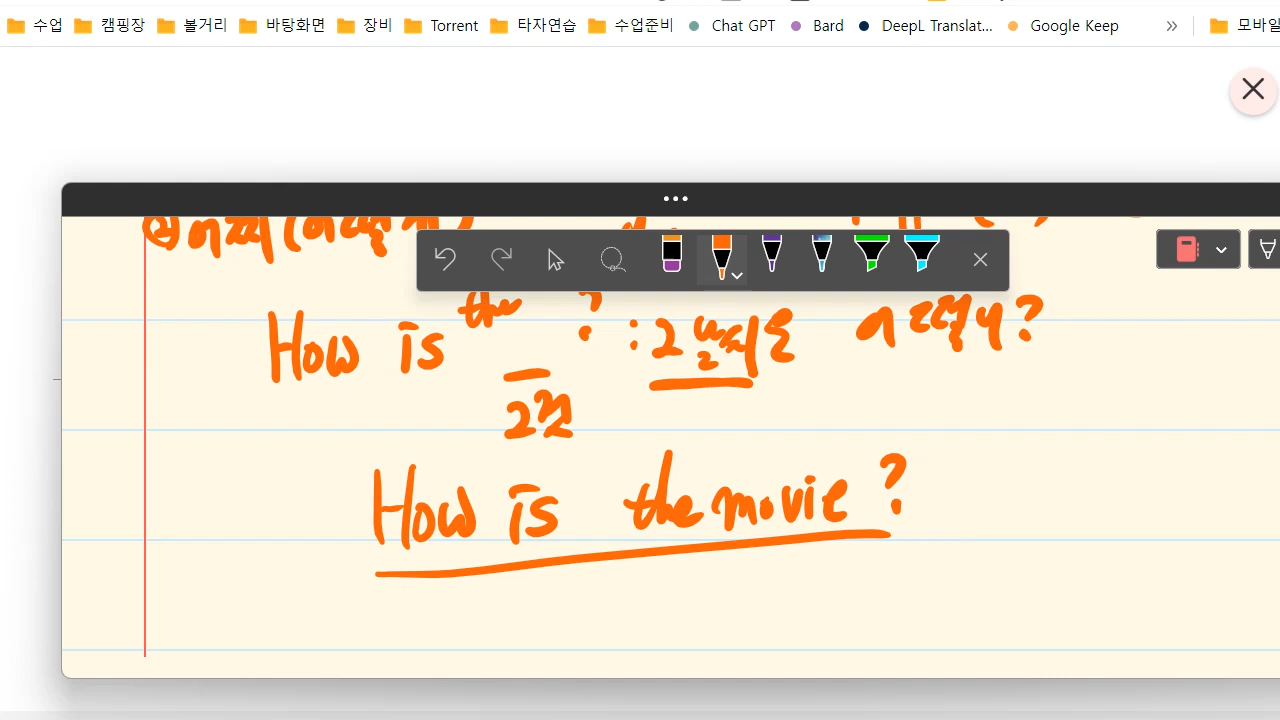 수업 캠핑장 볼거리 바탕화면 장비 Torrent 타자연습 수업준비 Chat GPT Bard DeepL Translat... Google Keep » 모바일
How is the ? : 그 물건은 어떻니?
그것
How is the movie?